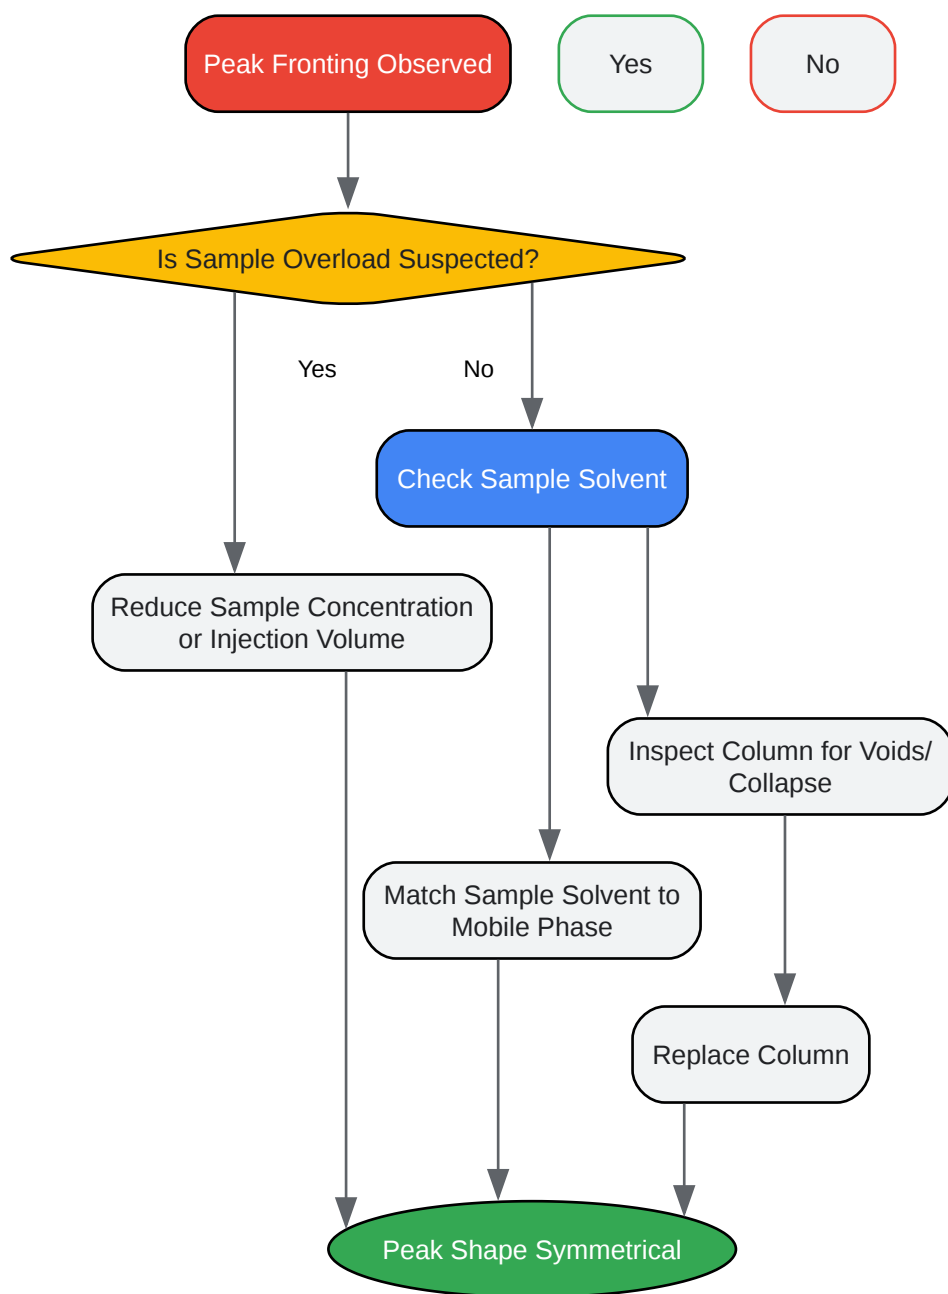 Peak Fronting Observed
Yes
No
Is Sample Overload Suspected?
Yes
No
Check Sample Solvent
Reduce Sample Concentration
or Injection Volume
Inspect Column for Voids/
Collapse
Match Sample Solvent to
Mobile Phase
Replace Column
Peak Shape Symmetrical